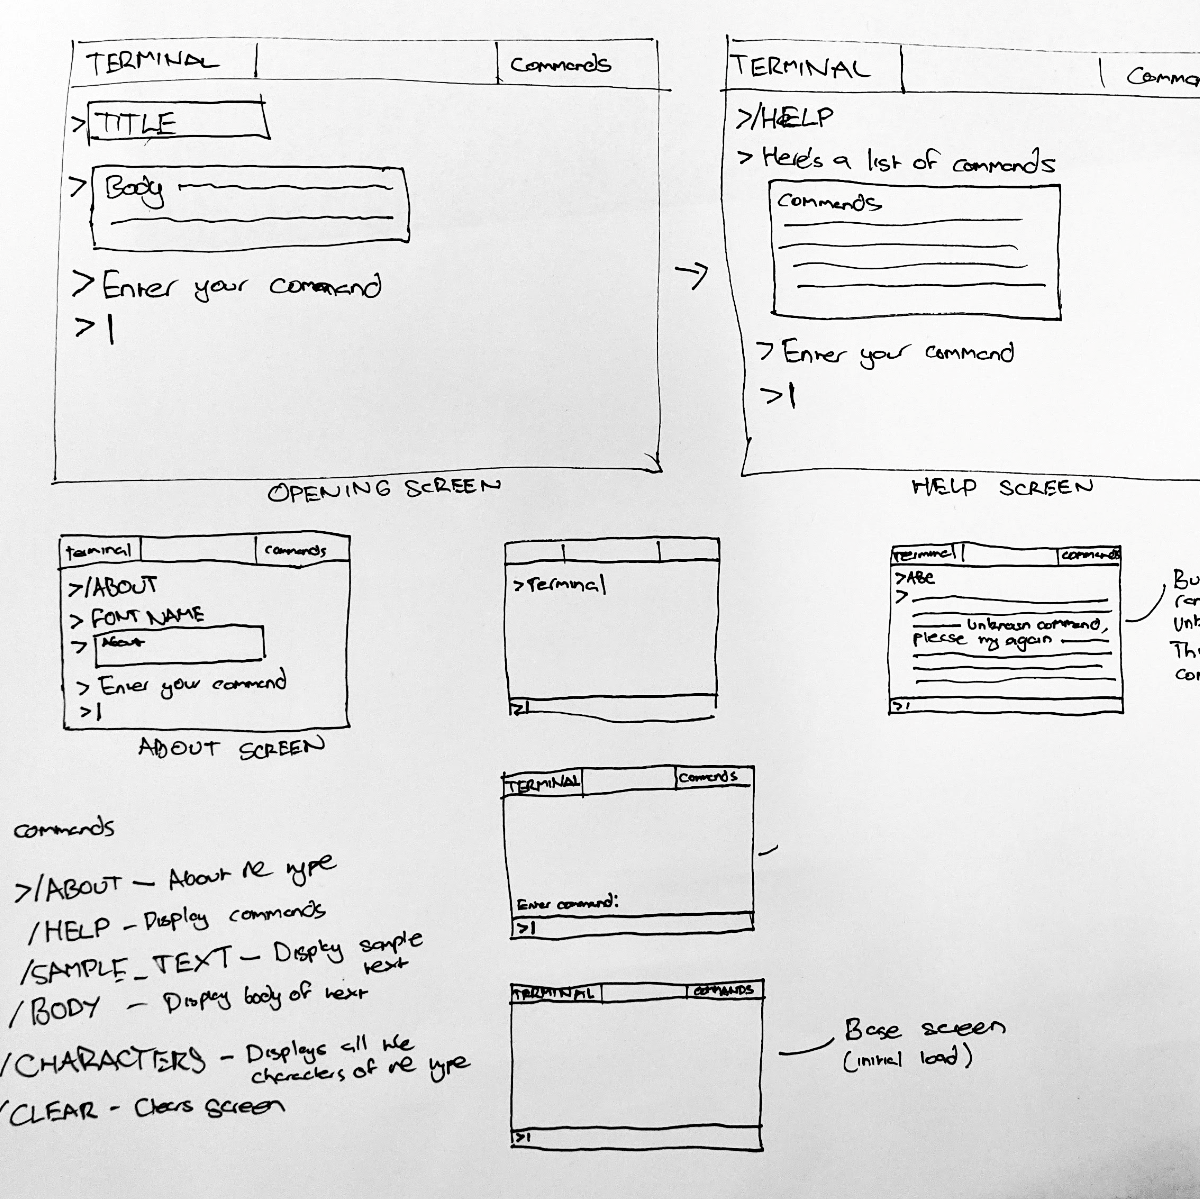 TERMINAL
Commands
> TITLE
> Body
> Enter your command
>|
OPENING SCREEN
→
TERMINAL
Comma
>/HELP
> Here's a list of commands
Commands
> Enter your command
>|
HELP SCREEN
terminal
commands
>/ABOUT
> FONT NAME
> About
> Enter your command
>|
ABOUT SCREEN
>Terminal
>|
Terminal
commands
>ABC
>
unknown command,
please try again
>|
Bu
ran
Unk
Th
con
TERMINAL
Commands
Enter command:
>|
TERMINAL
COMMANDS
>|
Base screen
(initial load)
commands
>/ABOUT – About the type
/HELP – Display commands
/SAMPLE_TEXT – Display sample
text
/BODY – Display body of text
/CHARACTERS – Displays all the
characters of the type
/CLEAR – Clears screen